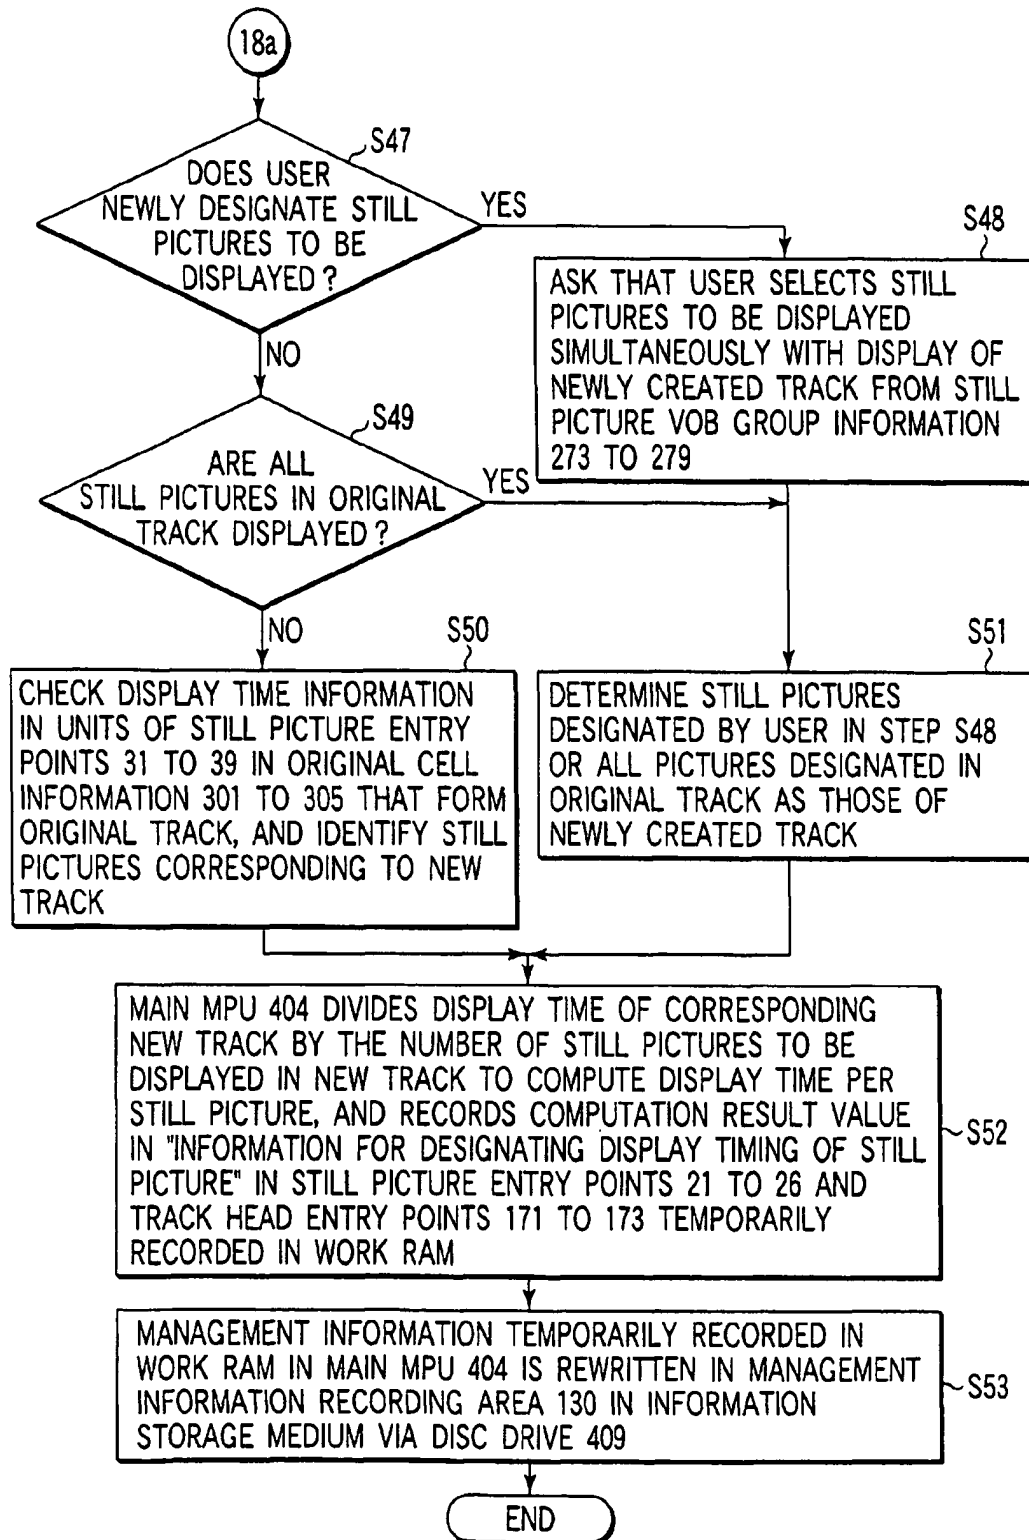 18a
S47
DOES USER
NEWLY DESIGNATE STILL
PICTURES TO BE
DISPLAYED?
YES
NO
S48
ASK THAT USER SELECTS STILL
PICTURES TO BE DISPLAYED
SIMULTANEOUSLY WITH DISPLAY OF
NEWLY CREATED TRACK FROM STILL
PICTURE VOB GROUP INFORMATION
273 TO 279
S49
ARE ALL
STILL PICTURES IN ORIGINAL
TRACK DISPLAYED?
YES
NO
S50
CHECK DISPLAY TIME INFORMATION
IN UNITS OF STILL PICTURE ENTRY
POINTS 31 TO 39 IN ORIGINAL CELL
INFORMATION 301 TO 305 THAT FORM
ORIGINAL TRACK, AND IDENTIFY STILL
PICTURES CORRESPONDING TO NEW
TRACK
S51
DETERMINE STILL PICTURES
DESIGNATED BY USER IN STEP S48
OR ALL PICTURES DESIGNATED IN
ORIGINAL TRACK AS THOSE OF
NEWLY CREATED TRACK
MAIN MPU 404 DIVIDES DISPLAY TIME OF CORRESPONDING
NEW TRACK BY THE NUMBER OF STILL PICTURES TO BE
DISPLAYED IN NEW TRACK TO COMPUTE DISPLAY TIME PER
STILL PICTURE, AND RECORDS COMPUTATION RESULT VALUE
IN "INFORMATION FOR DESIGNATING DISPLAY TIMING OF STILL
PICTURE" IN STILL PICTURE ENTRY POINTS 21 TO 26 AND
TRACK HEAD ENTRY POINTS 171 TO 173 TEMPORARILY
RECORDED IN WORK RAM
S52
MANAGEMENT INFORMATION TEMPORARILY RECORDED IN
WORK RAM IN MAIN MPU 404 IS REWRITTEN IN MANAGEMENT
INFORMATION RECORDING AREA 130 IN INFORMATION
STORAGE MEDIUM VIA DISC DRIVE 409
S53
END